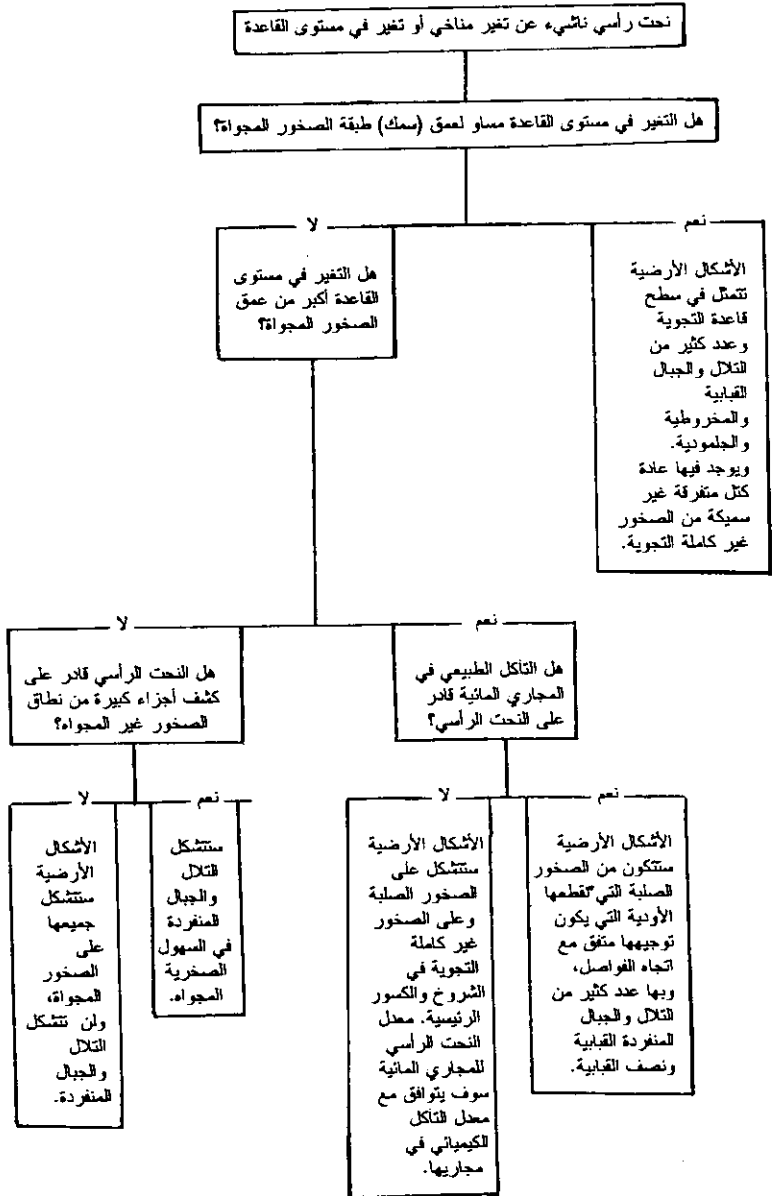 نحت رأسي ناشيء عن تغير مناخي أو تغير في مستوى القاعدة
هل التغير في مستوى القاعدة مساو لعمق (سمك) طبقة الصخور المجواة؟
نعم
الأشكال الأرضية
تتمثل في سطح
قاعدة التجوية
وعدد كثير من
التلال والجبال
القبابية
والمخروطية
والجلمودية.
ويوجد فيها عادة
كتل متفرقة غير
سميكة من الصخور
غير كاملة التجوية.
لا
هل التغير في مستوى
القاعدة أكبر من عمق
الصخور المجواة؟
نعم
هل التآكل الطبيعي في
المجاري المائية قادر
على النحت الرأسي؟
لا
هل النحت الرأسي قادر على
كشف أجزاء كبيرة من نطاق
الصخور غير المجواه؟
نعم
الأشكال الأرضية
ستتكون من الصخور
الصلبة التي تقطعها
الأودية التي يكون
توجيهها متفق مع
اتجاه الفواصل،
وبها عدد كثير من
التلال والجبال
المنفردة القبابية
ونصف القبابية.
لا
الأشكال الأرضية
ستتشكل على
الصخور الصلبة
وعلى الصخور
غير كاملة
التجوية في
الشروخ والكسور
الرئيسية. معدل
النحت الرأسي
للمجاري المائية
سوف يتوافق مع
معدل التآكل
الكيميائي في
مجاريها.
نعم
ستتشكل
التلال
والجبال
المنفردة
في السهول
الصخرية
المجواه.
لا
الأشكال
الأرضية
ستتشكل
جميعها
على
الصخور
المجواة،
ولن تتشكل
التلال
والجبال
المنفردة.